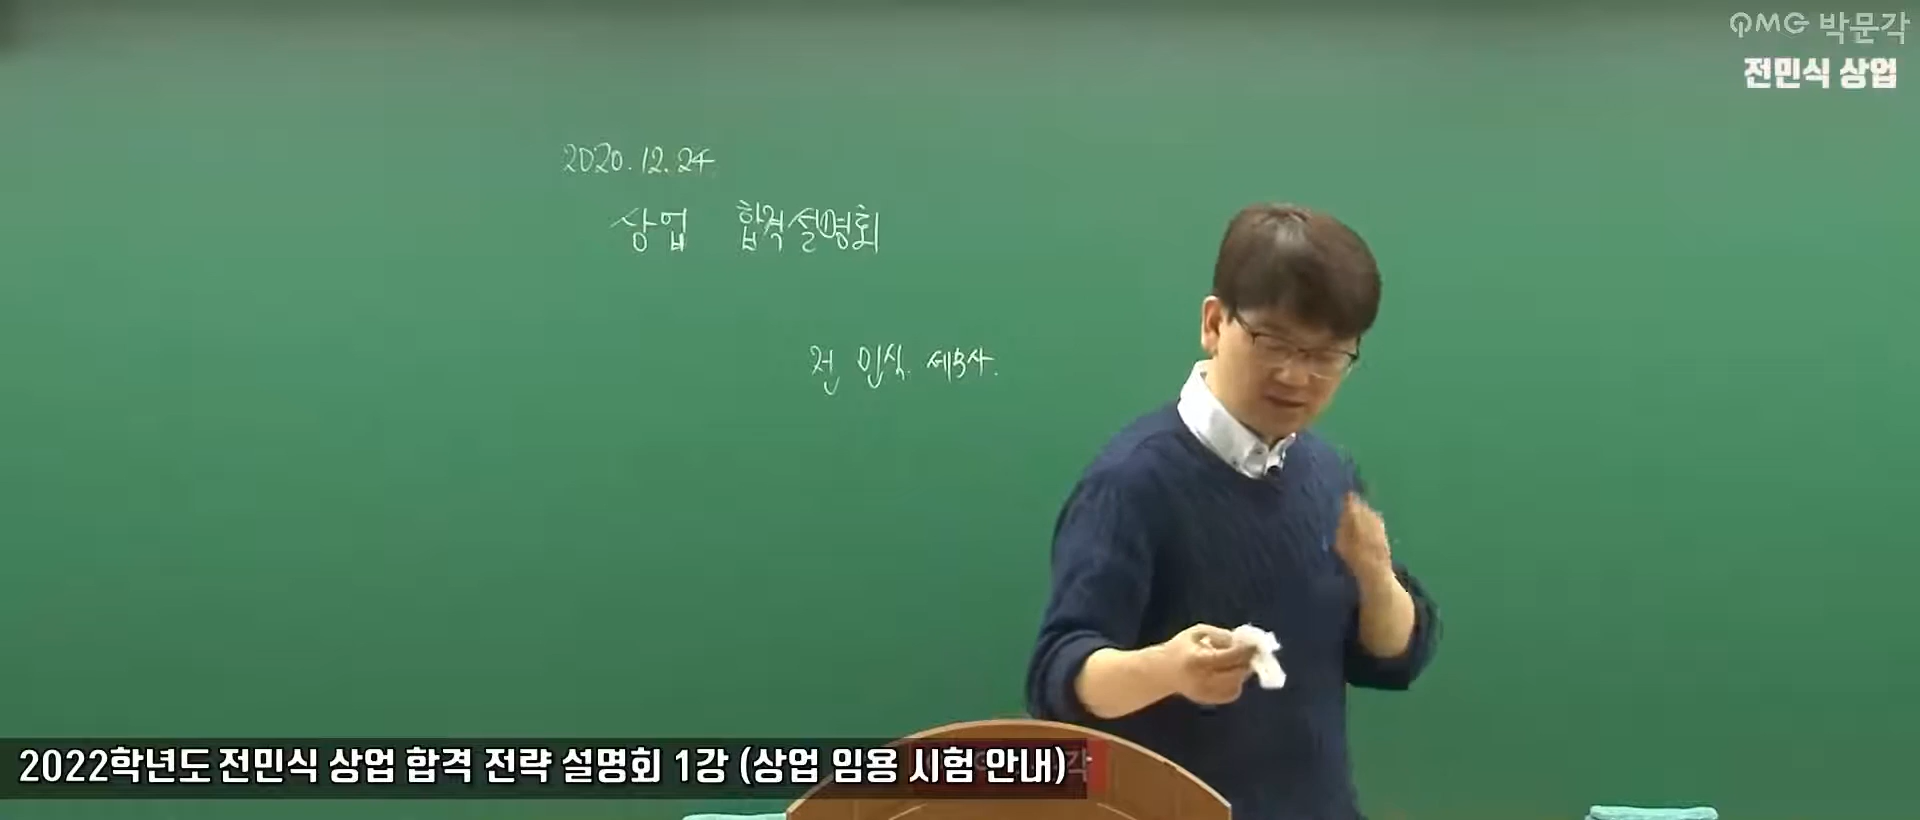 PMG 박문각
전민식 상업
2020.12.24
상업 합격설명회
전 민식. 세무사.
2022학년도 전민식 상업 합격 전략 설명회 1강 (상업 임용 시험 안내)
각